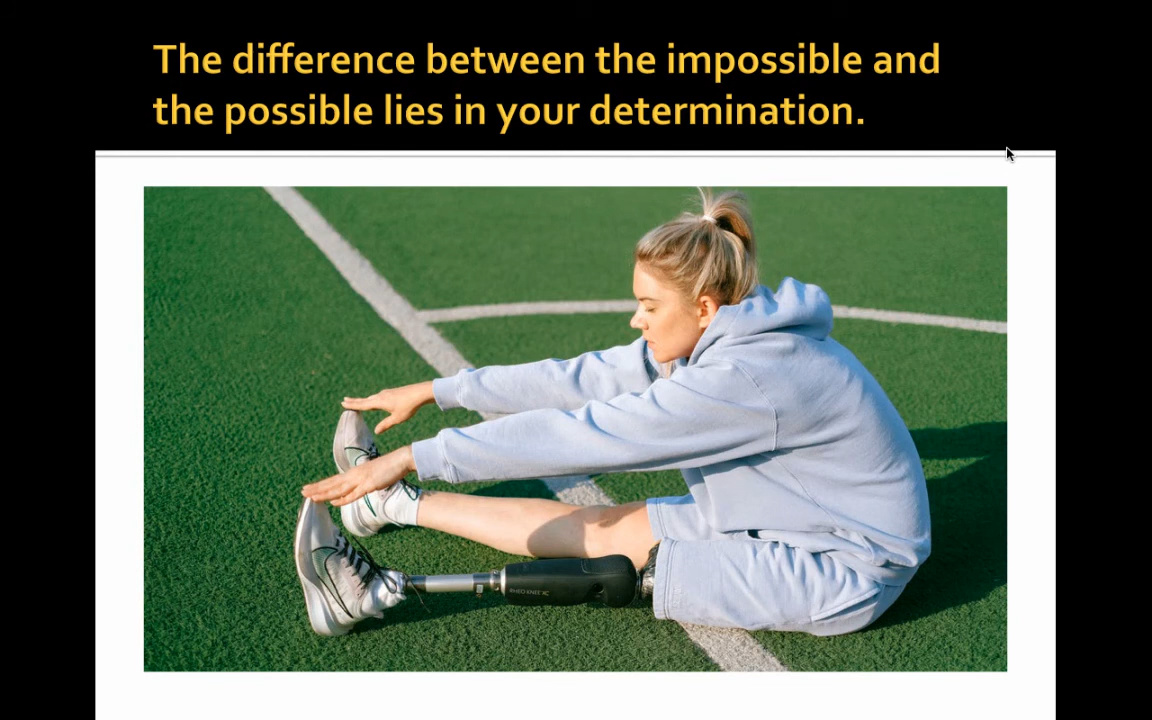 The difference between the impossible and
the possible lies in your determination.